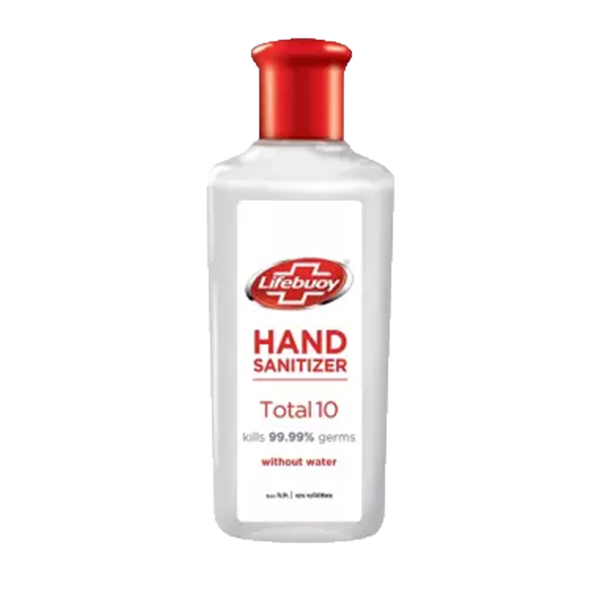 Lifebuoy
HAND
SANITIZER
Total 10
kills 99.99% germs
without water